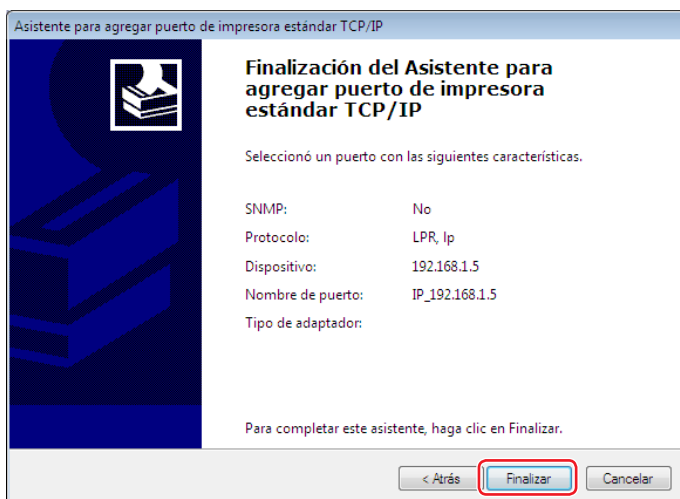 Asistente para agregar puerto de impresora estándar TCP/IP
Finalización del Asistente para
agregar puerto de impresora
estándar TCP/IP
Seleccionó un puerto con las siguientes características.
SNMP: No
Protocolo: LPR, lp
Dispositivo: 192.168.1.5
Nombre de puerto: IP_192.168.1.5
Tipo de adaptador:
Para completar este asistente, haga clic en Finalizar.
< Atrás Finalizar Cancelar